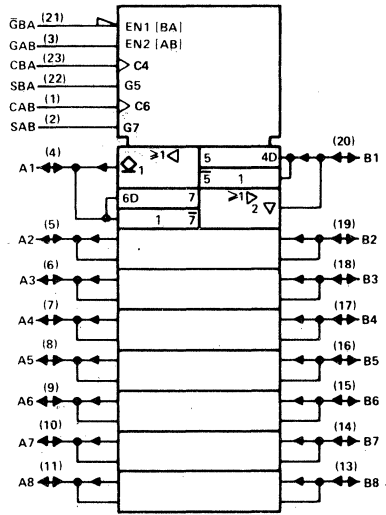 G̅BA (21) EN1 [BA]
GAB (3) EN2 [AB]
CBA (23) C4
SBA (22) G5
CAB (1) C6
SAB (2) G7
A1 (4) ≥1 1 5 4D (20) B1
5̅ 1
6D 7 ≥1 2
1 7̅
A2 (5) (19) B2
A3 (6) (18) B3
A4 (7) (17) B4
A5 (8) (16) B5
A6 (9) (15) B6
A7 (10) (14) B7
A8 (11) (13) B8